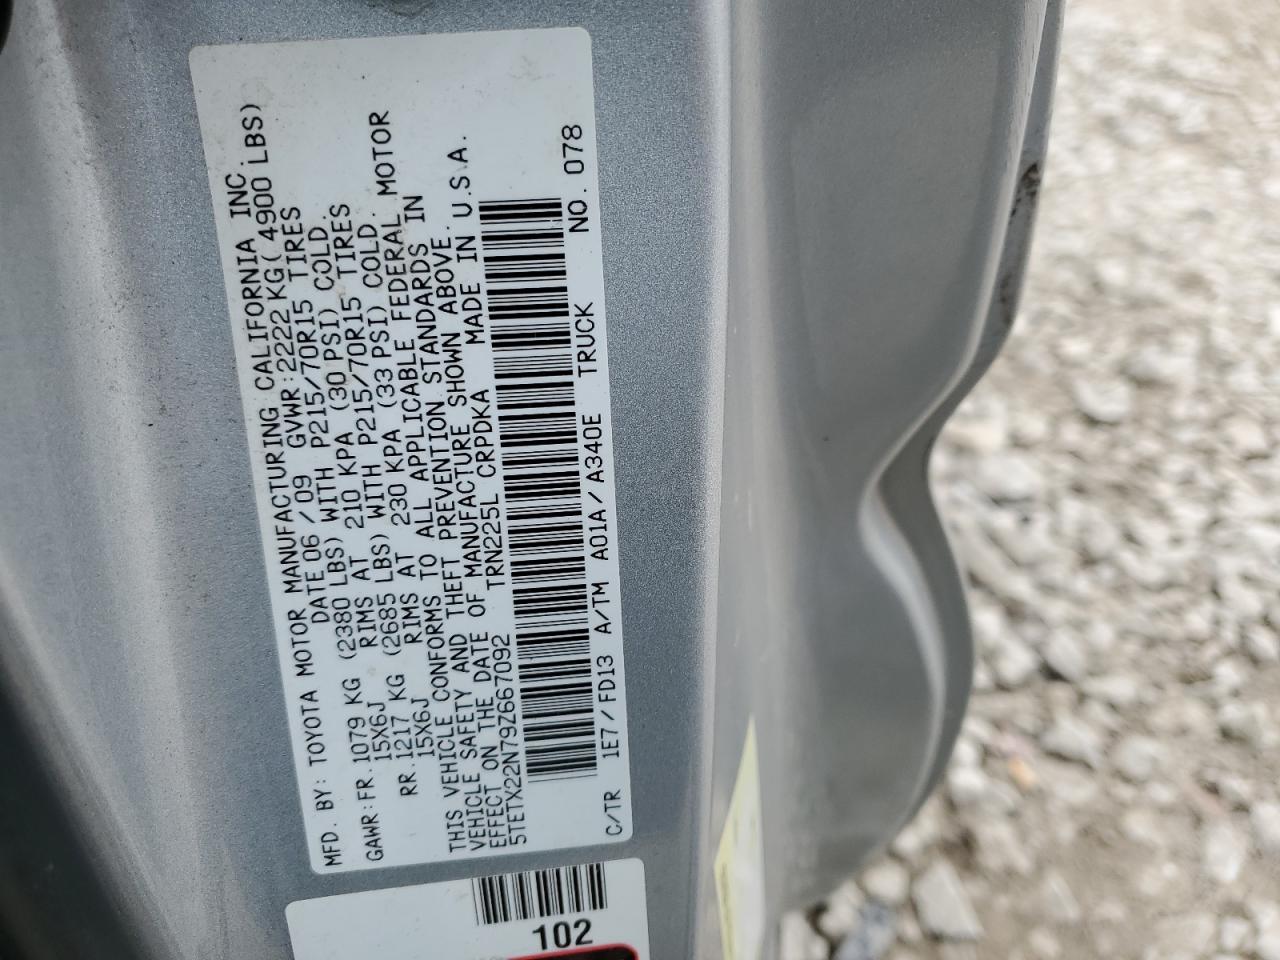 MFD. BY: TOYOTA MOTOR MANUFACTURING CALIFORNIA INC.
DATE 06 / 09 GVWR:2222 KG( 4900 LBS)
GAWR:FR.1079 KG (2380 LBS) WITH P215/70R15 TIRES
15X6J RIMS AT 210 KPA (30 PSI) COLD.
RR.1217 KG (2685 LBS) WITH P215/70R15 TIRES
15X6J RIMS AT 230 KPA (33 PSI) COLD.
THIS VEHICLE CONFORMS TO ALL APPLICABLE FEDERAL MOTOR
VEHICLE SAFETY AND THEFT PREVENTION STANDARDS IN
EFFECT ON THE DATE OF MANUFACTURE SHOWN ABOVE.
5TETX22N79Z667092 TRN225L CRPDKA MADE IN U.S.A.
C/TR 1E7 / FD13 A/TM A01A / A340E TRUCK NO. 078
102